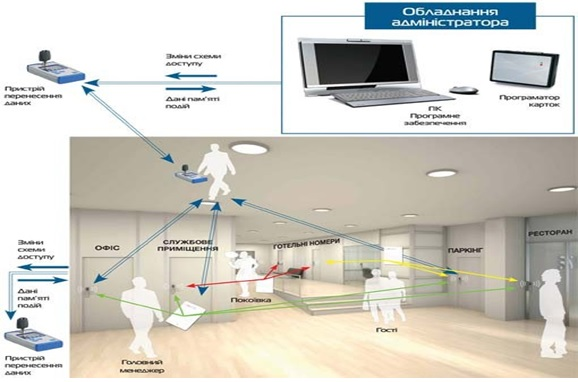 Обладнання
адміністратора
Зміни схеми
доступу
Пристрій
перенесення
даних
Дані пам'яті
подій
ПК
Програмне
забезпечення
Програматор
карток
Зміни
схеми
доступу
ОФІС
СЛУЖБОВЕ
ПРИМІЩЕННЯ
ГОТЕЛЬНІ НОМЕРИ
ПАРКІНГ
РЕСТОРАН
Дані
пам'яті
подій
Покоївка
Гості
Пристрій
перенесення
даних
Головний
менеджер